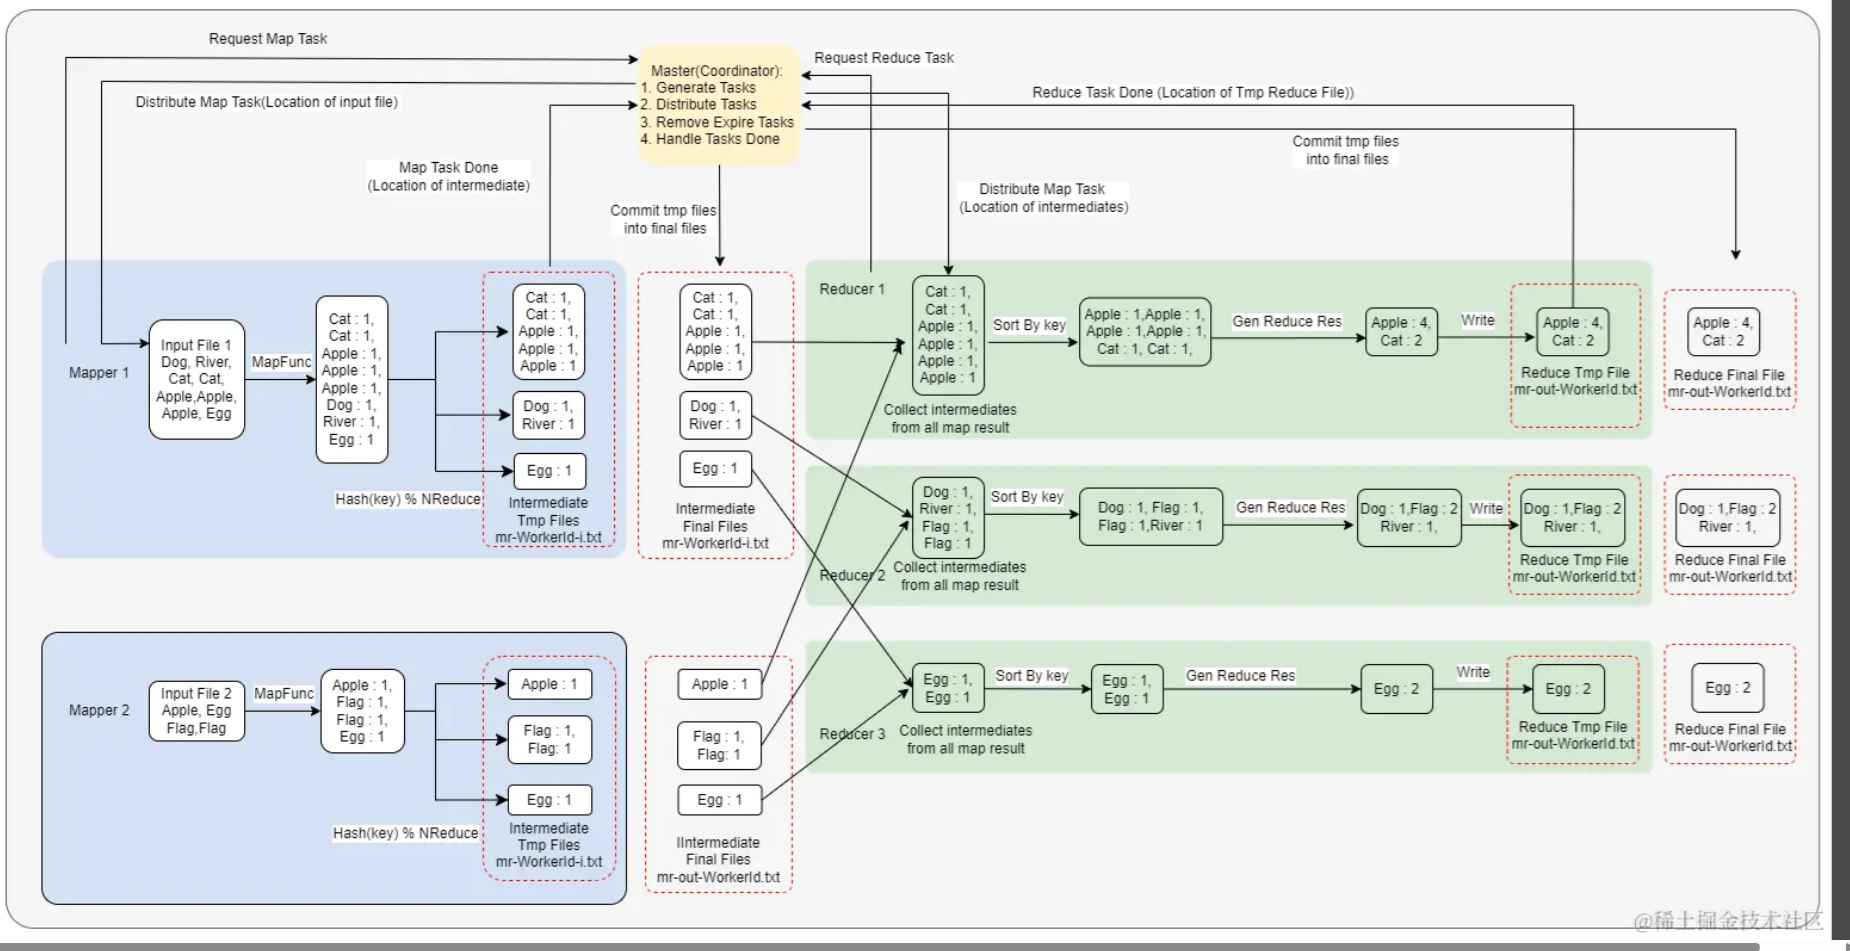 Request Map Task
Distribute Map Task(Location of input file)
Master(Coordinator):
1. Generate Tasks
2. Distribute Tasks
3. Remove Expire Tasks
4. Handle Tasks Done
Request Reduce Task
Reduce Task Done (Location of Tmp Reduce File))
Commit tmp files
into final files
Map Task Done
(Location of intermediate)
Commit tmp files
into final files
Distribute Map Task
(Location of intermediates)
Mapper 1
Input File 1
Dog, River,
Cat, Cat,
Apple,Apple,
Apple, Egg
MapFunc
Cat : 1,
Cat : 1,
Apple : 1,
Apple : 1,
Apple : 1,
Dog : 1,
River : 1,
Egg : 1
Hash(key) % NReduce
Cat : 1,
Cat : 1,
Apple : 1,
Apple : 1,
Apple : 1
Dog : 1,
River : 1
Egg : 1
Intermediate
Tmp Files
mr-WorkerId-i.txt
Cat : 1,
Cat : 1,
Apple : 1,
Apple : 1,
Apple : 1
Dog : 1,
River : 1
Egg : 1
Intermediate
Final Files
mr-WorkerId-i.txt
Reducer 1
Cat : 1,
Cat : 1,
Apple : 1,
Apple : 1,
Apple : 1,
Apple : 1
Collect intermediates
from all map result
Sort By key
Apple : 1,Apple : 1,
Apple : 1,Apple : 1,
Cat : 1, Cat : 1,
Gen Reduce Res
Apple : 4,
Cat : 2
Write
Apple : 4,
Cat : 2
Reduce Tmp File
mr-out-WorkerId.txt
Apple : 4,
Cat : 2
Reduce Final File
mr-out-WorkerId.txt
Reducer 2
Dog : 1,
River : 1,
Flag : 1,
Flag : 1
Collect intermediates
from all map result
Sort By key
Dog : 1, Flag : 1,
Flag : 1,River : 1
Gen Reduce Res
Dog : 1,Flag : 2
River : 1,
Write
Dog : 1,Flag : 2
River : 1,
Reduce Tmp File
mr-out-WorkerId.txt
Dog : 1,Flag : 2
River : 1,
Reduce Final File
mr-out-WorkerId.txt
Mapper 2
Input File 2
Apple, Egg
Flag,Flag
MapFunc
Apple : 1,
Flag : 1,
Flag : 1,
Egg : 1
Hash(key) % NReduce
Apple : 1
Flag : 1,
Flag: 1
Egg : 1
Intermediate
Tmp Files
mr-WorkerId-i.txt
Apple : 1
Flag : 1,
Flag: 1
Egg : 1
IIntermediate
Final Files
mr-out-WorkerId.txt
Reducer 3
Egg : 1,
Egg : 1
Collect intermediates
from all map result
Sort By key
Egg : 1,
Egg : 1
Gen Reduce Res
Egg : 2
Write
Egg : 2
Reduce Tmp File
mr-out-WorkerId.txt
Egg : 2
Reduce Final File
mr-out-WorkerId.txt
@稀土掘金技术社区